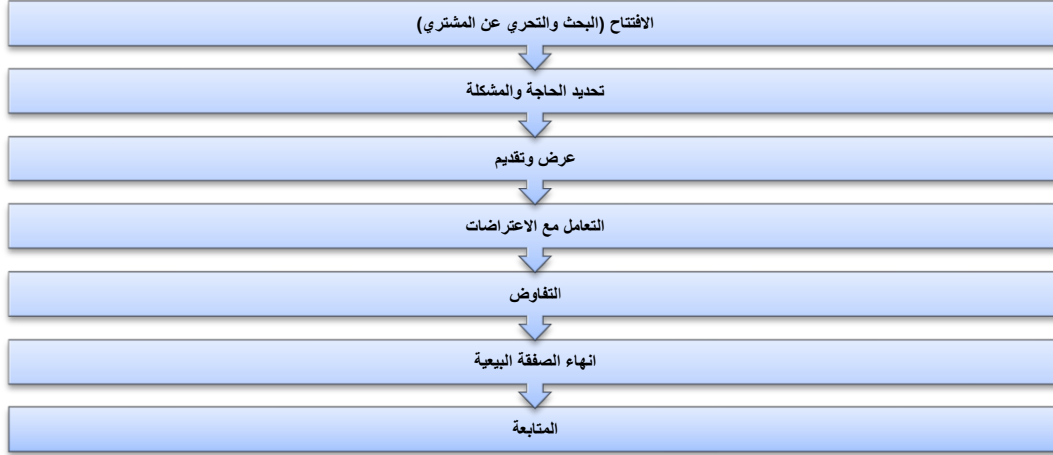 الافتتاح (البحث والتحري عن المشتري)
تحديد الحاجة والمشكلة
عرض وتقديم
التعامل مع الاعتراضات
التفاوض
انهاء الصفقة البيعية
المتابعة